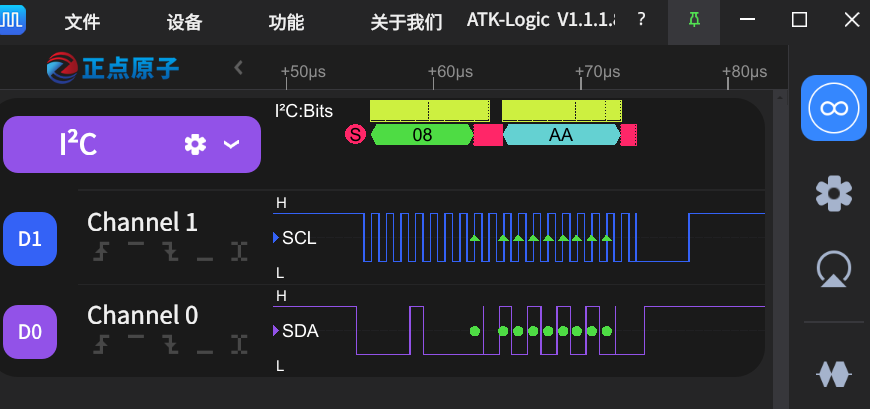 文件 设备 功能 关于我们 ATK-Logic V1.1.1. ?
正点原子 +50μs +60μs +70μs +80μs
I²C:Bits
I²C S 08 AA
H
D1 Channel 1 SCL
L
H
D0 Channel 0 SDA
L